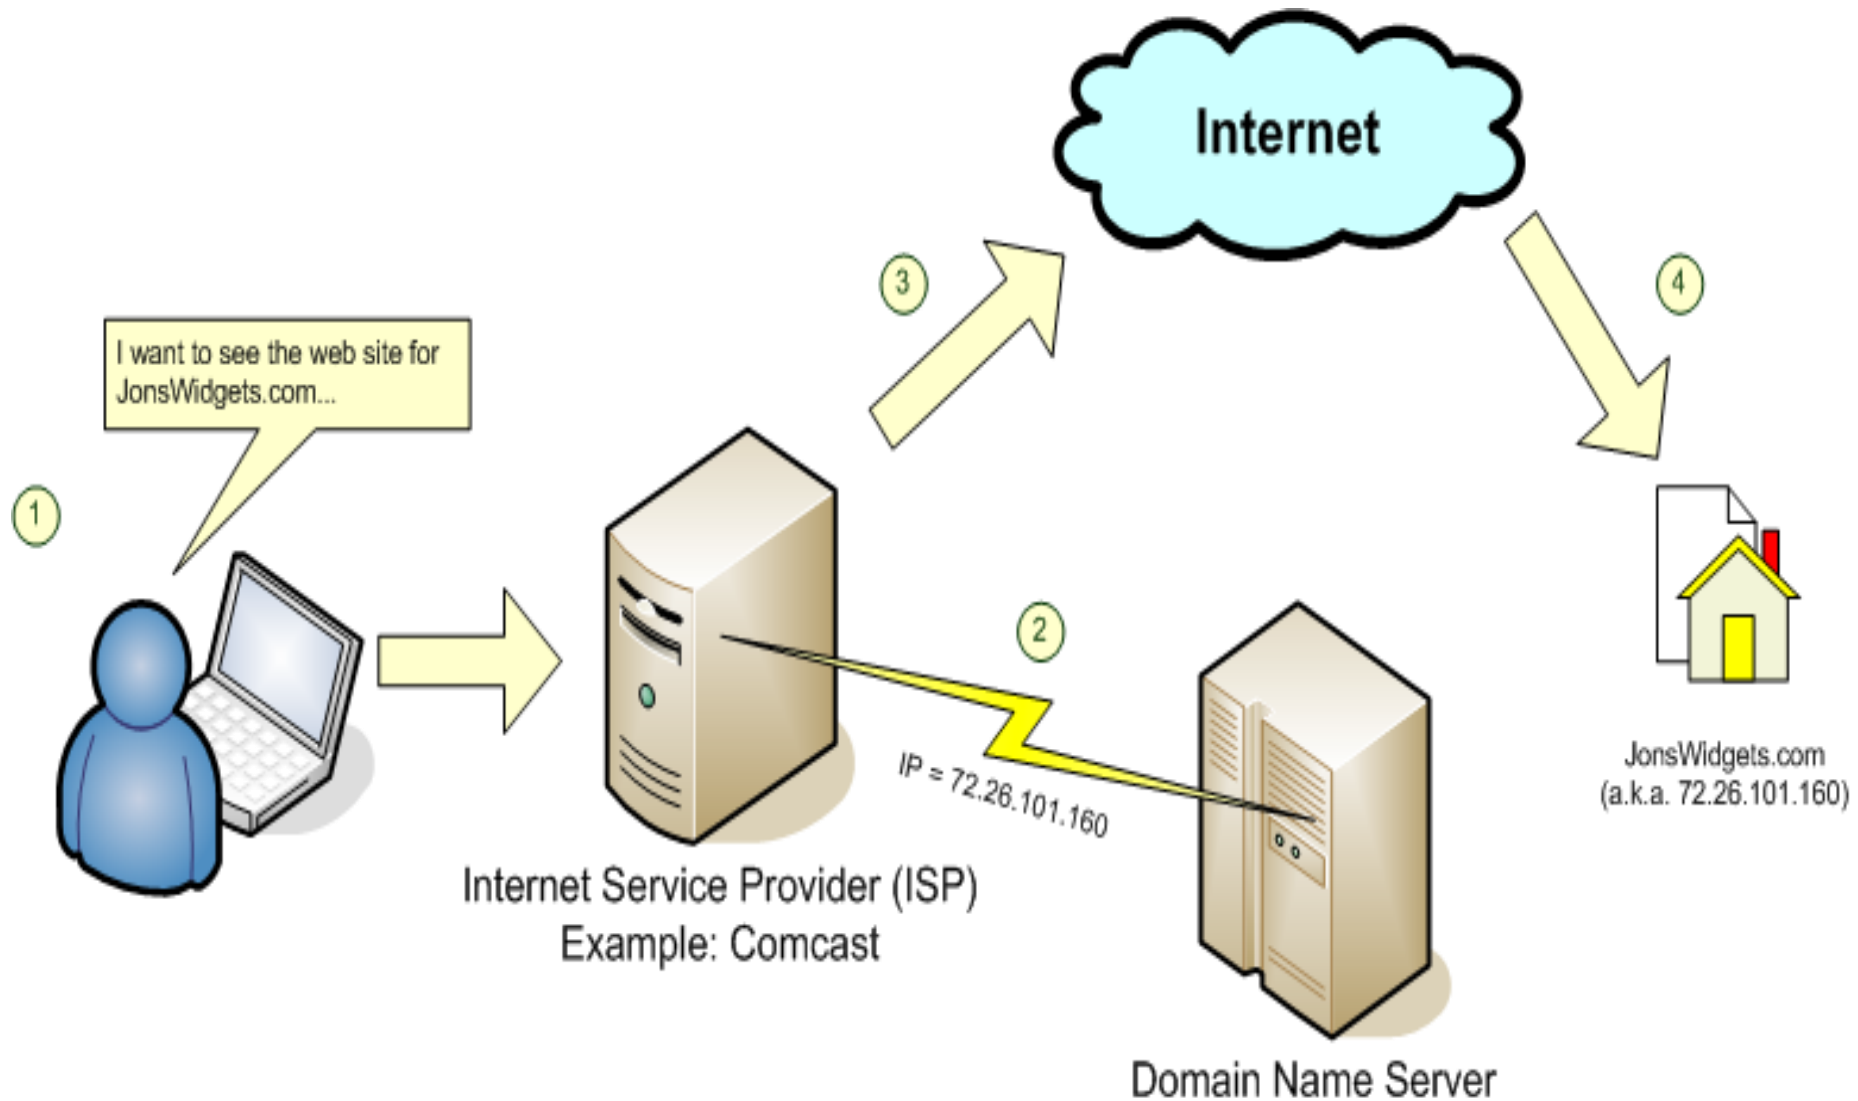 Internet
3
4
I want to see the web site for
JonsWidgets.com...
1
2
IP = 72.26.101.160
JonsWidgets.com
(a.k.a. 72.26.101.160)
Internet Service Provider (ISP)
Example: Comcast
Domain Name Server